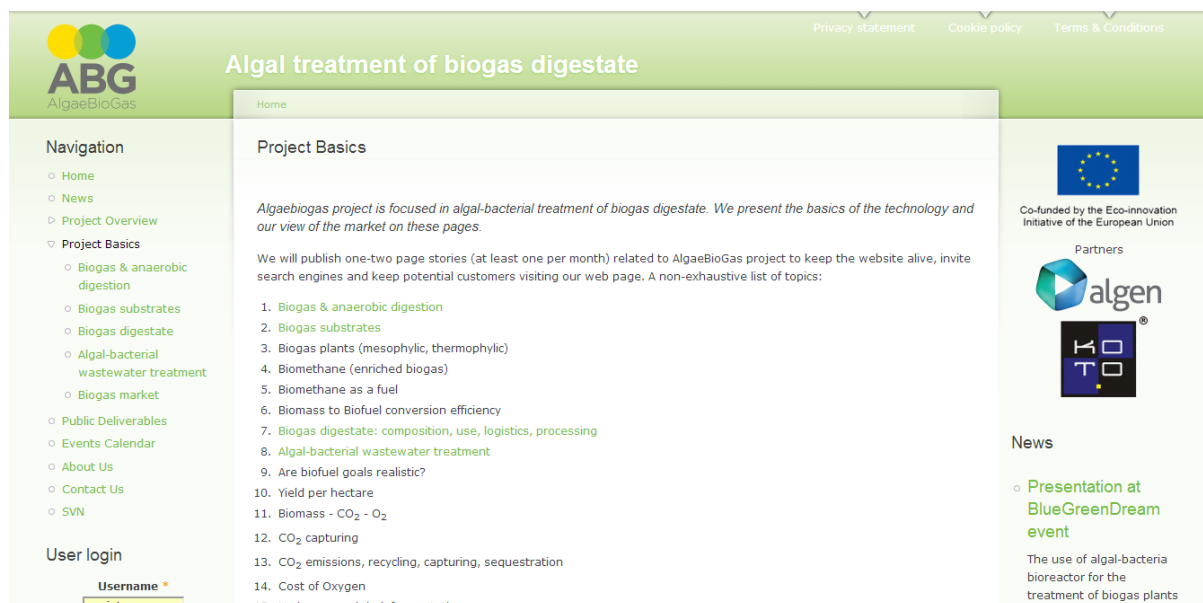 Privacy statement
Cookie policy
Terms & Conditions
ABG
AlgaeBioGas
Algal treatment of biogas digestate
Home
Navigation
Home
News
Project Overview
Project Basics
Biogas & anaerobic
digestion
Biogas substrates
Biogas digestate
Algal-bacterial
wastewater treatment
Biogas market
Public Deliverables
Events Calendar
About Us
Contact Us
SVN
User login
Username *
Project Basics
Algaebiogas project is focused in algal-bacterial treatment of biogas digestate. We present the basics of the technology and
our view of the market on these pages.
We will publish one-two page stories (at least one per month) related to AlgaeBioGas project to keep the website alive, invite
search engines and keep potential customers visiting our web page. A non-exhaustive list of topics:
1. Biogas & anaerobic digestion
2. Biogas substrates
3. Biogas plants (mesophylic, thermophylic)
4. Biomethane (enriched biogas)
5. Biomethane as a fuel
6. Biomass to Biofuel conversion efficiency
7. Biogas digestate: composition, use, logistics, processing
8. Algal-bacterial wastewater treatment
9. Are biofuel goals realistic?
10. Yield per hectare
11. Biomass - CO₂ - O₂
12. CO₂ capturing
13. CO₂ emissions, recycling, capturing, sequestration
14. Cost of Oxygen
Co-funded by the Eco-innovation
Initiative of the European Union
Partners
algen
KO
TO
®
News
Presentation at
BlueGreenDream
event
The use of algal-bacteria
bioreactor for the
treatment of biogas plants